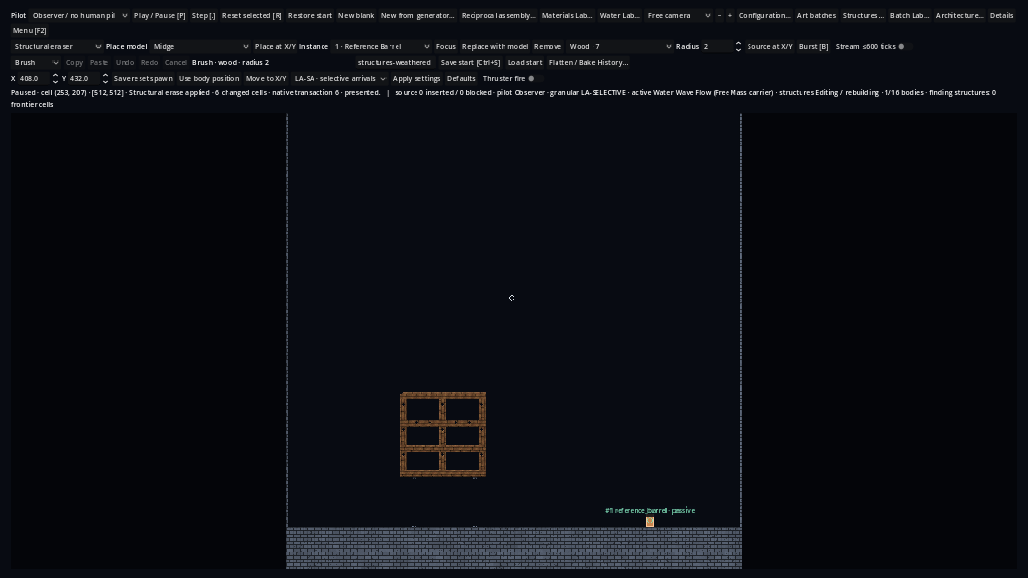 Pilot Observer / no human pil Play / Pause [P] Step [.] Reset selected [R] Restore start New blank New from generator... Reciprocal assembly... Materials Lab... Water Lab... Free camera − + Configuration... Art batches Structures... Batch Lab... Architecture... Details
Menu [F2]
Structural eraser Place model Midge Place at X/Y Instance 1 · Reference Barrel Focus Replace with model Remove Wood 7 Radius 2 Source at X/Y Burst [B] Stream ≤600 ticks
Brush Copy Paste Undo Redo Cancel Brush · wood · radius 2 structures-weathered Save start [Ctrl+S] Load start Flatten / Bake History...
X 408.0 Y 432.0 Save reset spawn Use body position Move to X/Y LA-SA · selective arrivals Apply settings Defaults Thruster fire
Paused · cell (253, 207) · [512,512] · Structural erase applied · 6 changed cells · native transaction 6 · presented. | source 0 inserted / 0 blocked · pilot Observer · granular LA-SELECTIVE · active Water Wave Flow (Free Mass carrier) · structures Editing / rebuilding · 1/16 bodies · finding structures: 0
frontier cells
#1 reference_barrel · passive